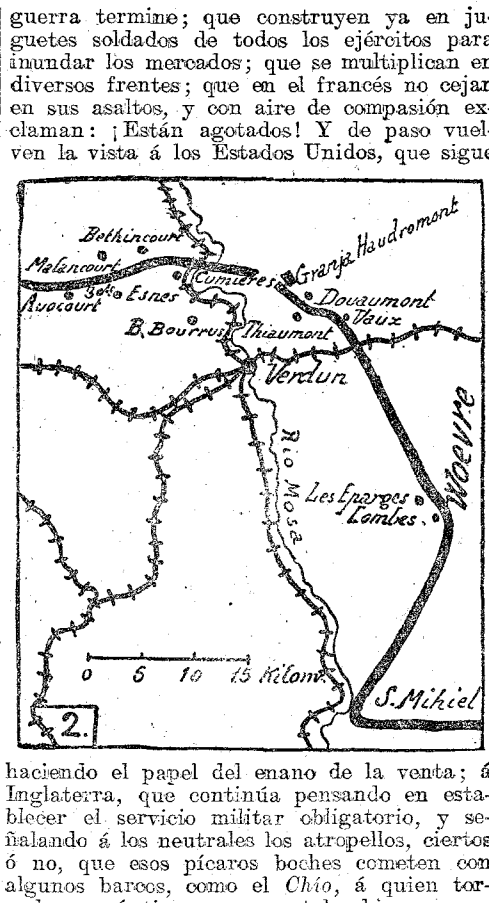 guerra termine; que construyen ya en ju-
guetes soldados de todos los ejércitos para
inundar los mercados; que se multiplican en
diversos frentes; que en el francés no cejan
en sus asaltos, y con aire de compasión ex-
claman: ¡Están agotados! Y de paso vuel-
ven la vista á los Estados Unidos, que sigue
Bethincourt
Granja Haudromont
Malancourt
Cumieres
Avocourt
304
Esnes
Douaumont
Vaux
B. Bourrus
Thiaumont
Verdun
Woevre
Rio Mosa
Les Eparges
Combes
0 5 10 15 Kilom.
S. Mihiel
2.
haciendo el papel del enano de la venta; á
Inglaterra, que continúa pensando en esta-
blecer el servicio militar obligatorio, y se-
ñalando á los neutrales los atropellos, ciertos
ó no, que esos pícaros boches cometen con
algunos barcos, como el Chío, á quien tor-